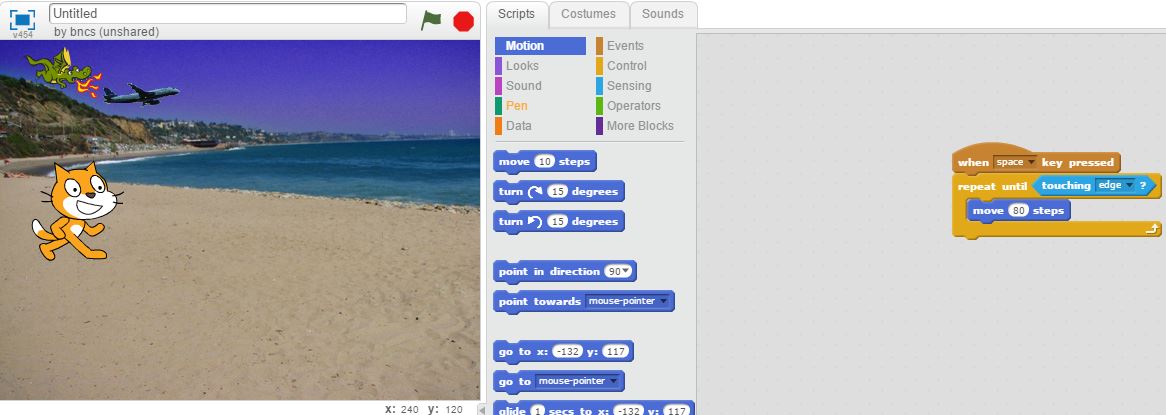 Untitled
by bncs (unshared)
v454
Scripts Costumes Sounds
Motion Events
Looks Control
Sound Sensing
Pen Operators
Data More Blocks
move 10 steps
turn 15 degrees
turn 15 degrees
point in direction 90
point towards mouse-pointer
go to x: -132 y: 117
go to mouse-pointer
glide 1 secs to x: -132 y: 117
when space key pressed
repeat until touching edge ?
move 80 steps
x: 240 y: 120